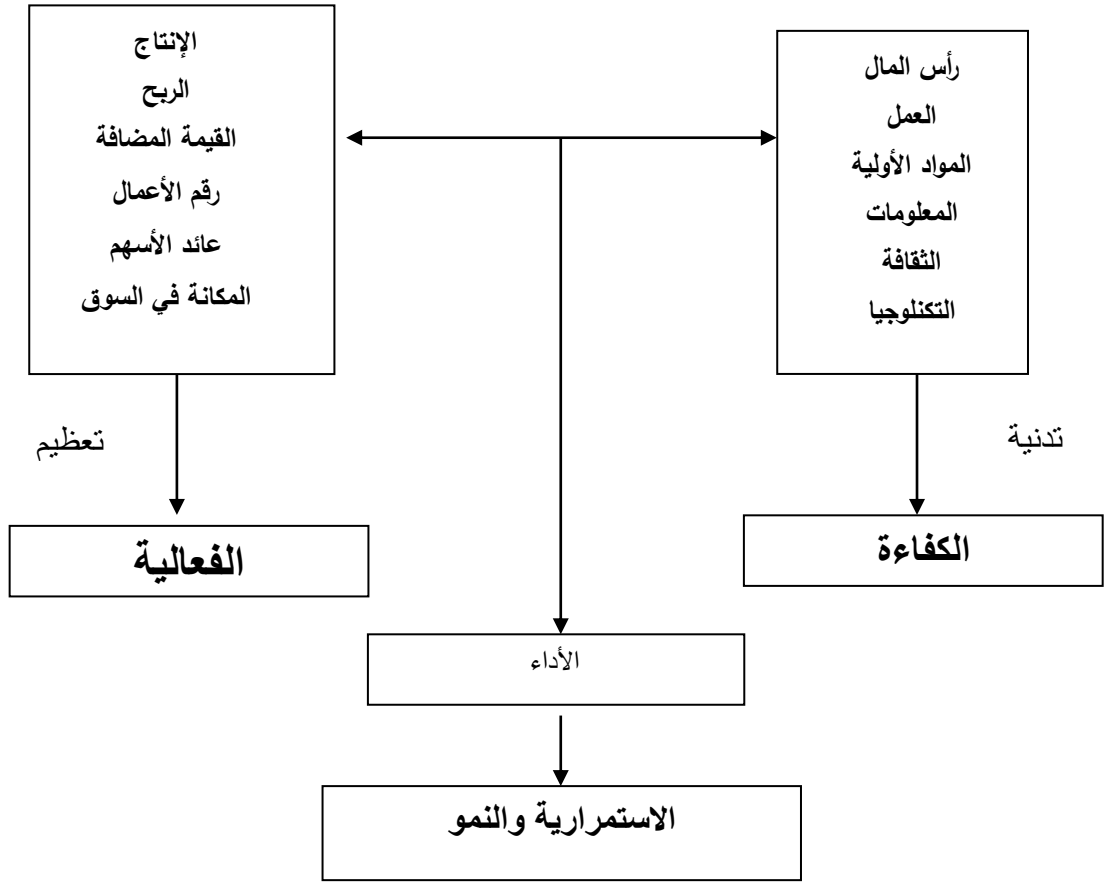 رأس المال
العمل
المواد الأولية
المعلومات
الثقافة
التكنلوجيا
الإنتاج
الربح
القيمة المضافة
رقم الأعمال
عائد الأسهم
المكانة في السوق
تدنية
تعظيم
الكفاءة
الفعالية
الأداء
الاستمرارية والنمو